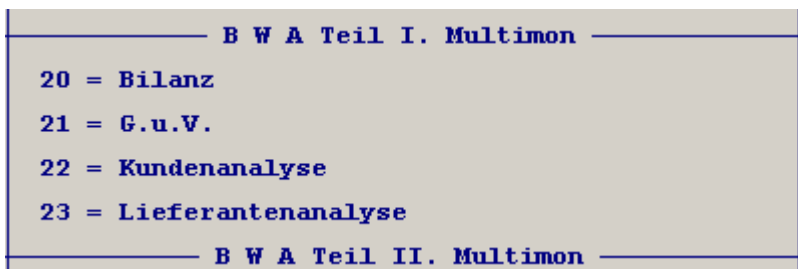 B W A Teil I. Multimon
20 = Bilanz
21 = G.u.V.
22 = Kundenanalyse
23 = Lieferantenanalyse
B W A Teil II. Multimon